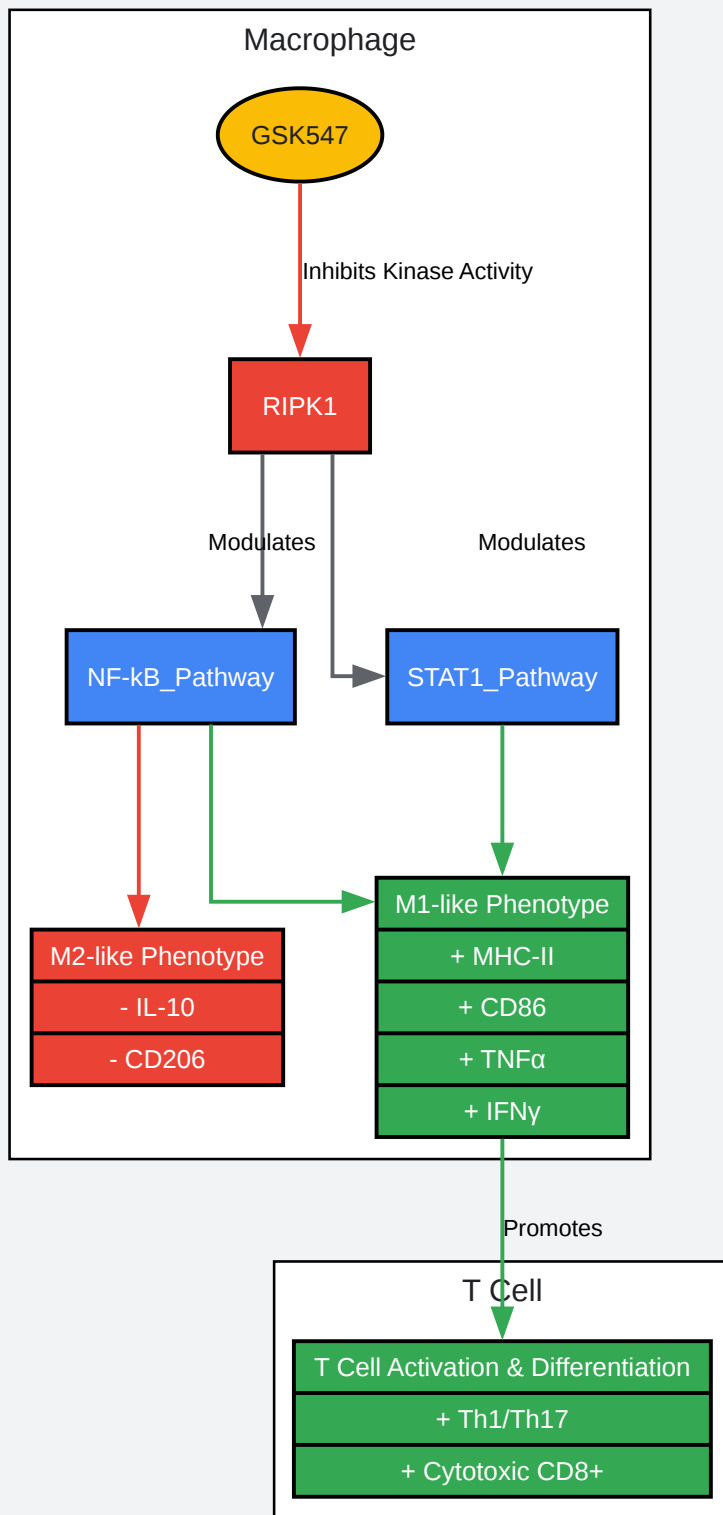 Macrophage
GSK547
Inhibits Kinase Activity
RIPK1
Modulates
Modulates
NF-kB_Pathway
STAT1_Pathway
M1-like Phenotype
+ MHC-II
+ CD86
+ TNFα
+ IFNγ
M2-like Phenotype
- IL-10
- CD206
Promotes
T Cell
T Cell Activation & Differentiation
+ Th1/Th17
+ Cytotoxic CD8+